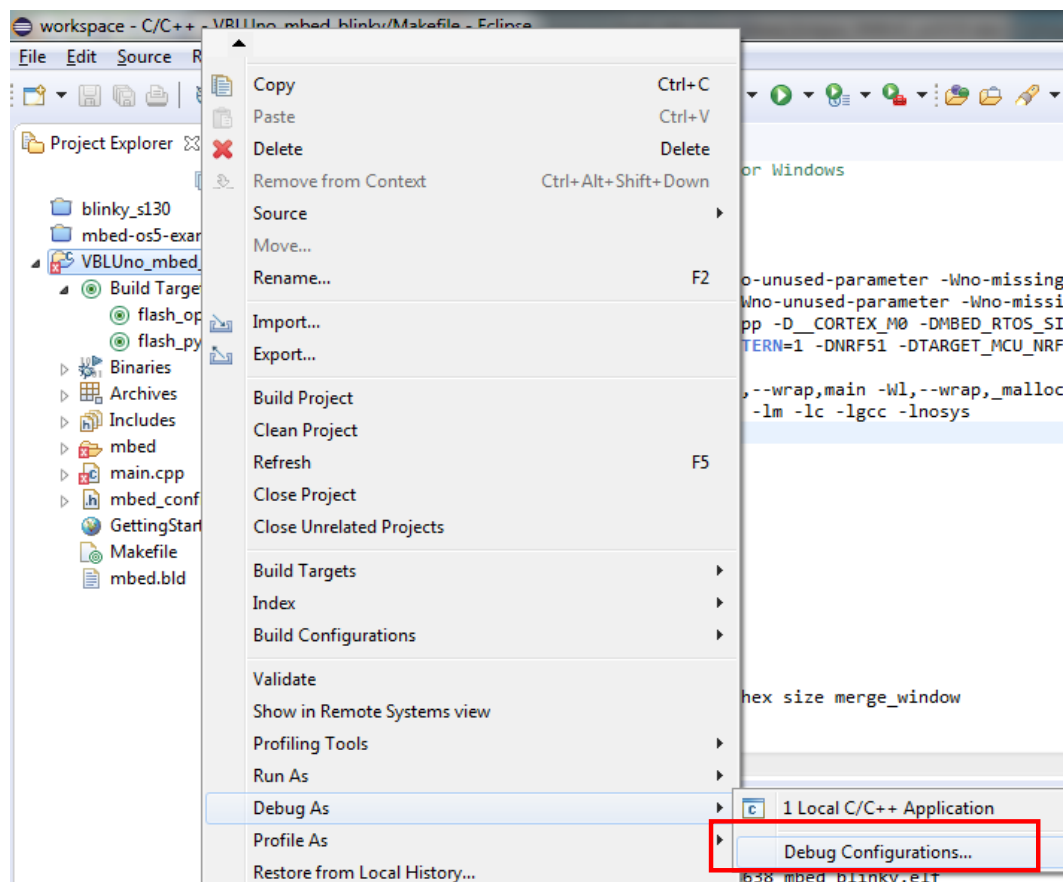 workspace - C/C++ - VBLUno_mbed_blinky/Makefile - Eclipse
File Edit Source
Project Explorer
blinky_s130
mbed-os5-exar
VBLUno_mbed_
Build Targe
flash_op
flash_py
Binaries
Archives
Includes
mbed
main.cpp
mbed_conf
GettingStart
Makefile
mbed.bld
Copy Ctrl+C
Paste Ctrl+V
Delete Delete
Remove from Context Ctrl+Alt+Shift+Down
Source
Move...
Rename... F2
Import...
Export...
Build Project
Clean Project
Refresh F5
Close Project
Close Unrelated Projects
Build Targets
Index
Build Configurations
Validate
Show in Remote Systems view
Profiling Tools
Run As
Debug As
Profile As
Restore from Local History...
1 Local C/C++ Application
Debug Configurations...
or Windows
o-unused-parameter -Wno-missing
Wno-unused-parameter -Wno-missi
pp -D__CORTEX_M0 -DMBED_RTOS_SI
TERN=1 -DNRF51 -DTARGET_MCU_NRF
,--wrap,main -Wl,--wrap,_malloc
-lm -lc -lgcc -lnosys
hex size merge_window
638 mbed_blinky.elf